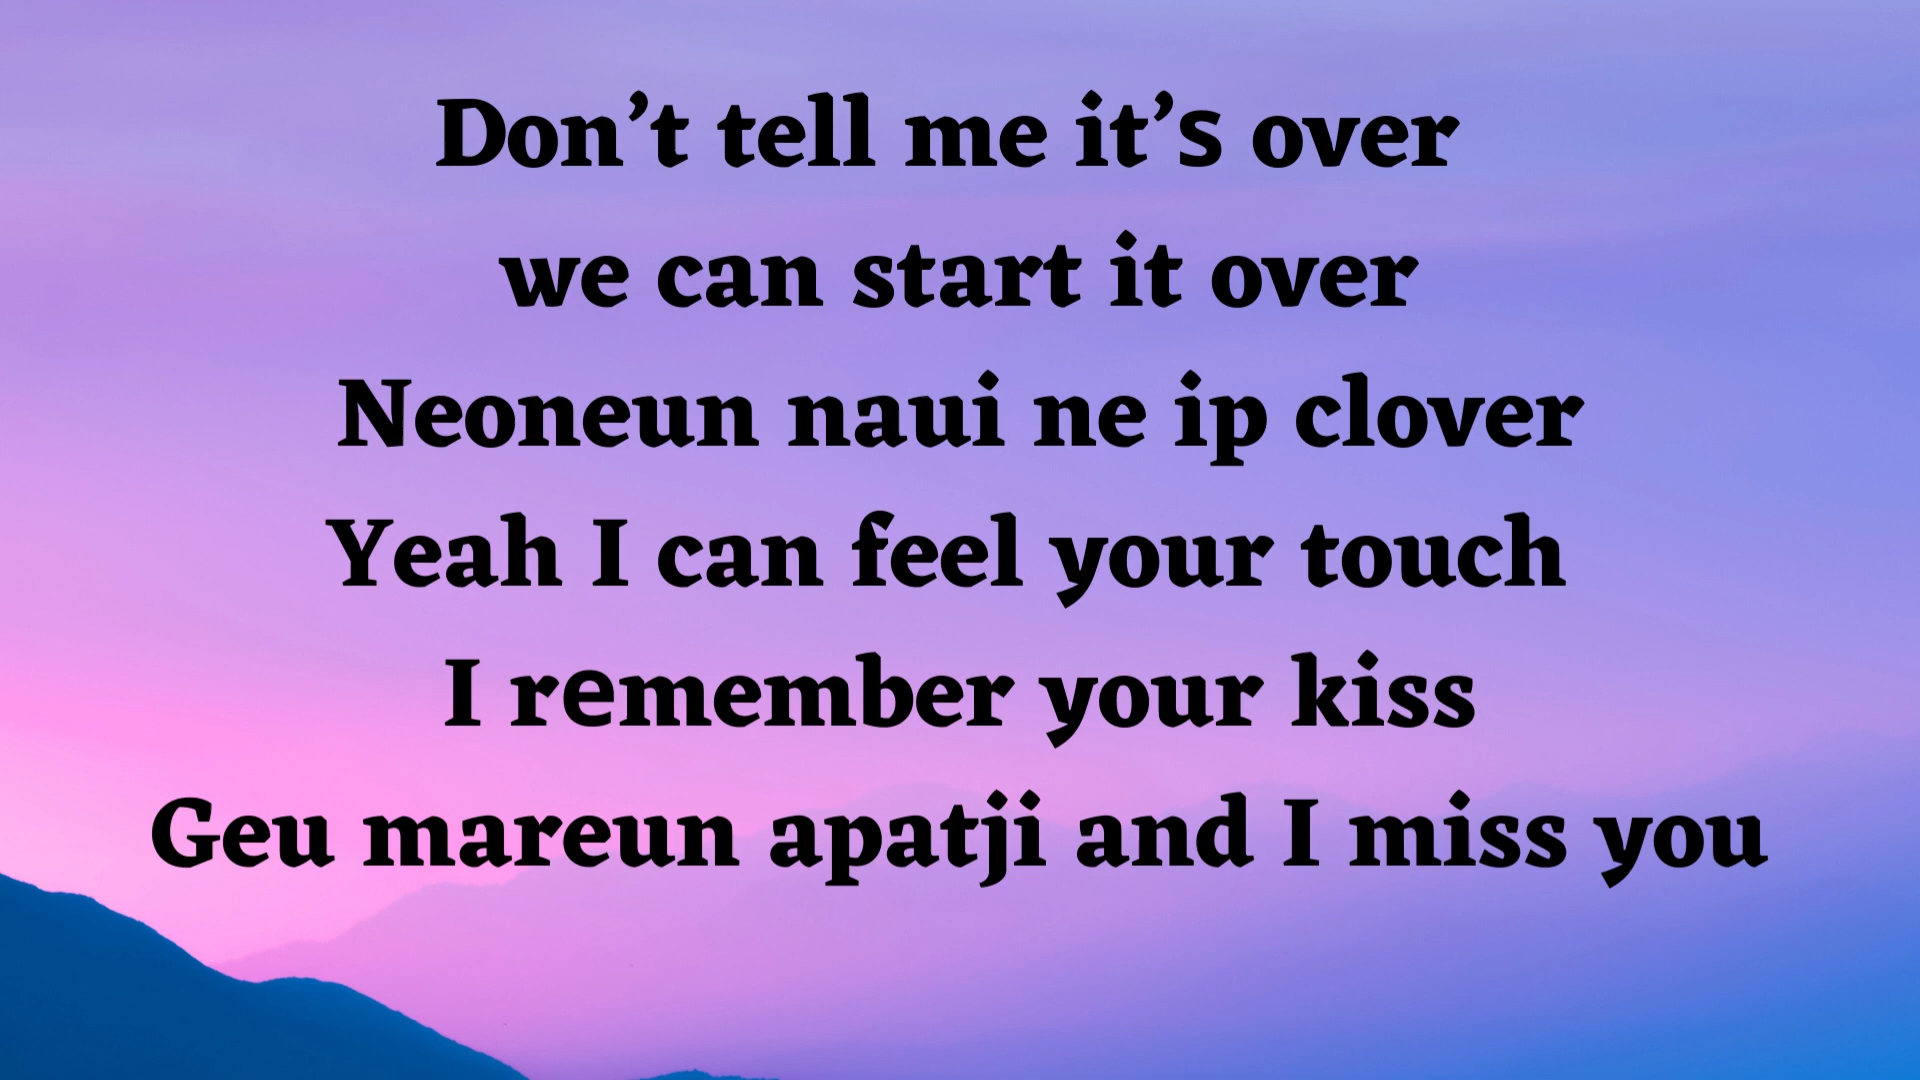 Don’t tell me it’s over
we can start it over
Neoneun naui ne ip clover
Yeah I can feel your touch
I remember your kiss
Geu mareun apatji and I miss you